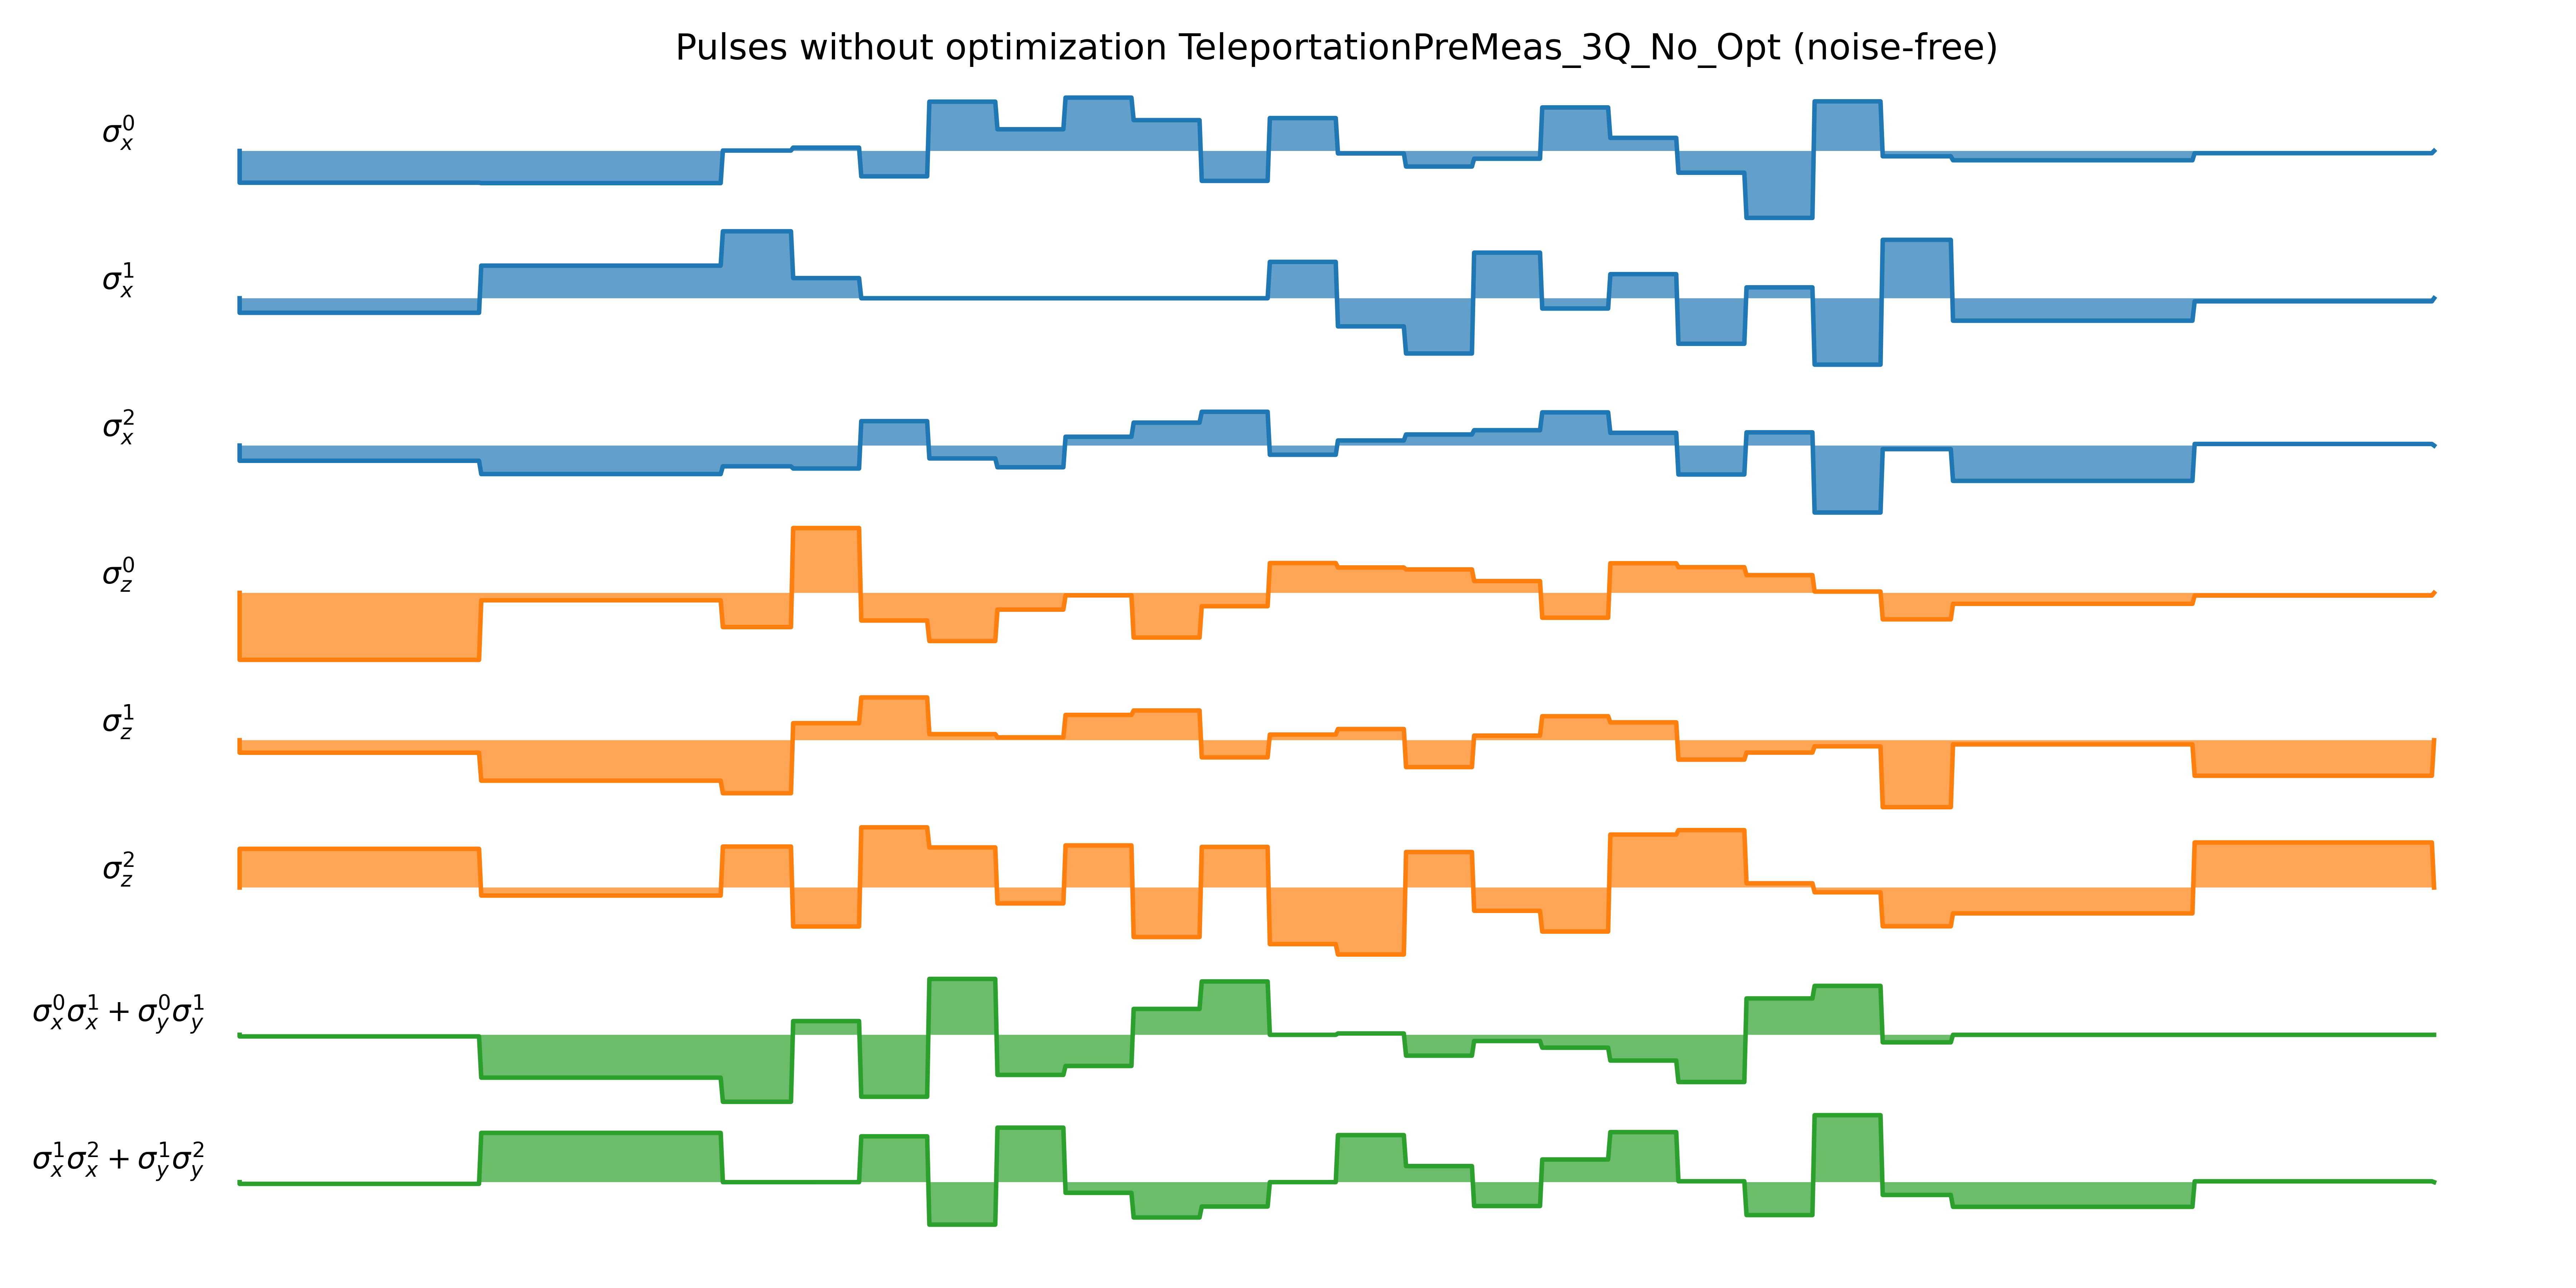 Pulses without optimization TeleportationPreMeas_3Q_No_Opt (noise-free)
σ_x^0
σ_x^1
σ_x^2
σ_z^0
σ_z^1
σ_z^2
σ_x^0σ_x^1 + σ_y^0σ_y^1
σ_x^1σ_x^2 + σ_y^1σ_y^2